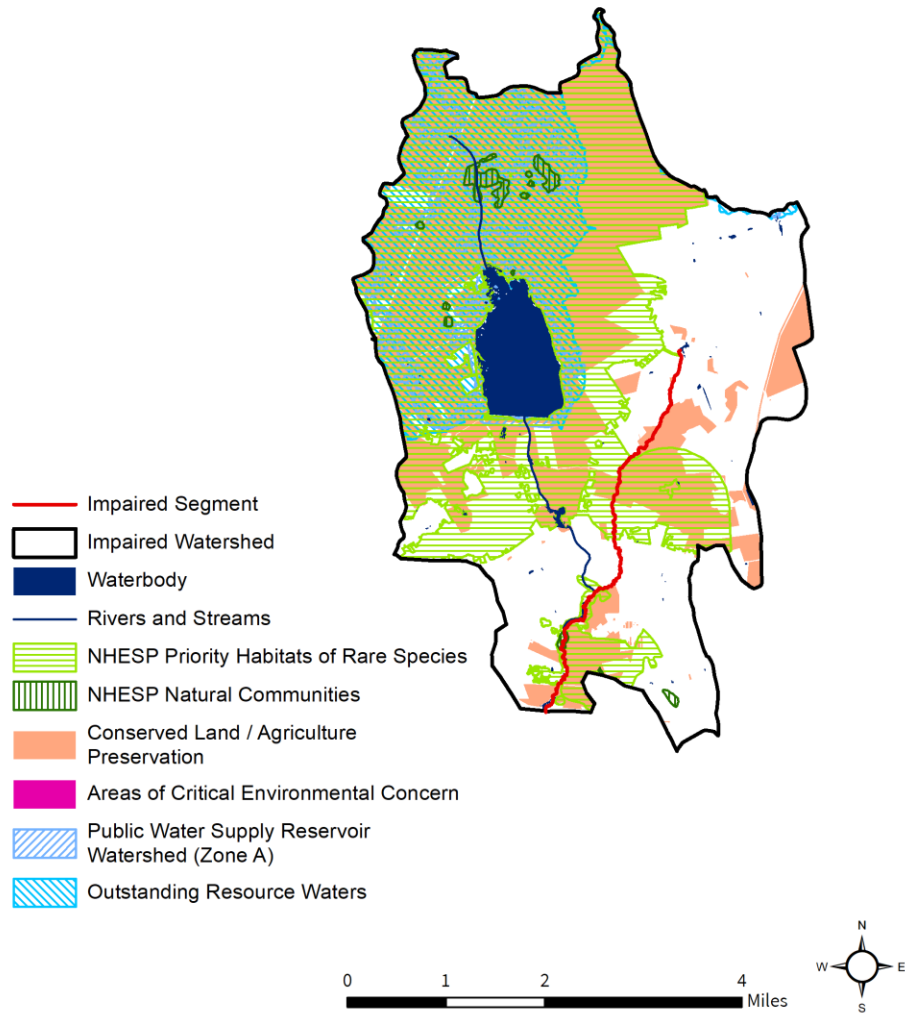 Impaired Segment
Impaired Watershed
Waterbody
Rivers and Streams
NHESP Priority Habitats of Rare Species
NHESP Natural Communities
Conserved Land / Agriculture
Preservation
Areas of Critical Environmental Concern
Public Water Supply Reservoir
Watershed (Zone A)
Outstanding Resource Waters
N
W E
S
0 1 2 4
Miles